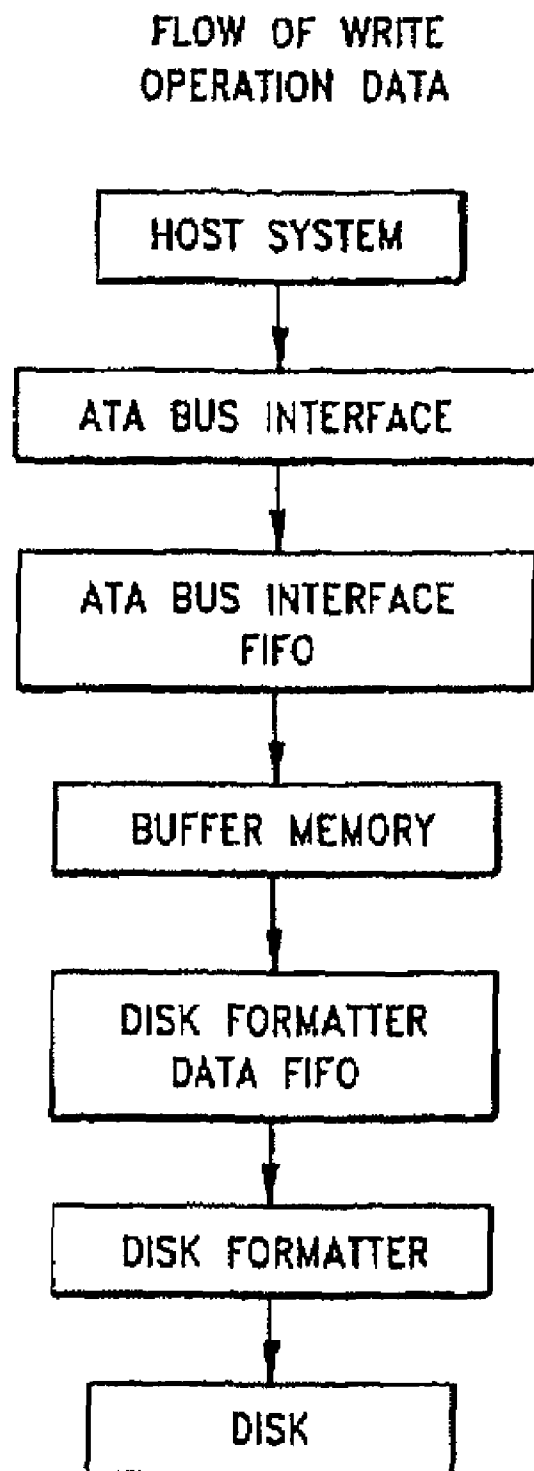 FLOW OF WRITE
OPERATION DATA
HOST SYSTEM
ATA BUS INTERFACE
ATA BUS INTERFACE
FIFO
BUFFER MEMORY
DISK FORMATTER
DATA FIFO
DISK FORMATTER
DISK